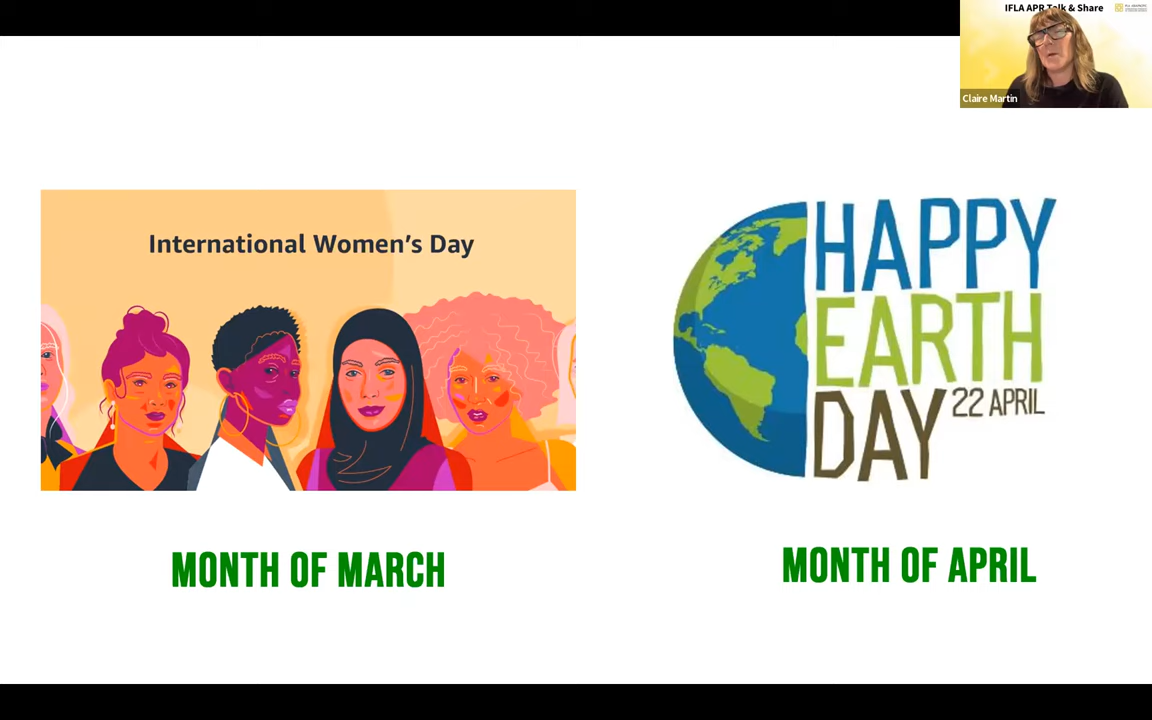 IFLA APR Talk & Share
Claire Martin
International Women's Day
HAPPY
EARTH
DAY 22 APRIL
MONTH OF MARCH
MONTH OF APRIL